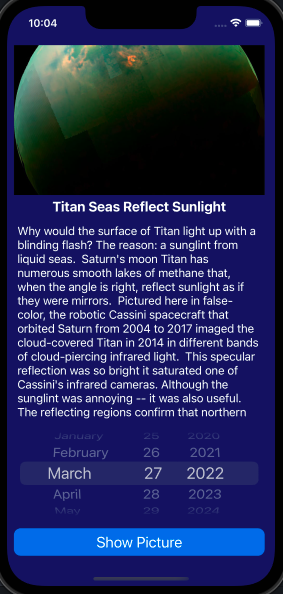 10:04
Titan Seas Reflect Sunlight
Why would the surface of Titan light up with a
blinding flash? The reason: a sunglint from
liquid seas.  Saturn's moon Titan has
numerous smooth lakes of methane that,
when the angle is right, reflect sunlight as if
they were mirrors.  Pictured here in false-
color, the robotic Cassini spacecraft that
orbited Saturn from 2004 to 2017 imaged the
cloud-covered Titan in 2014 in different bands
of cloud-piercing infrared light.  This specular
reflection was so bright it saturated one of
Cassini's infrared cameras. Although the
sunglint was annoying -- it was also useful.
The reflecting regions confirm that northern
January 25 2020
February 26 2021
March 27 2022
April 28 2023
May 29 2024
Show Picture